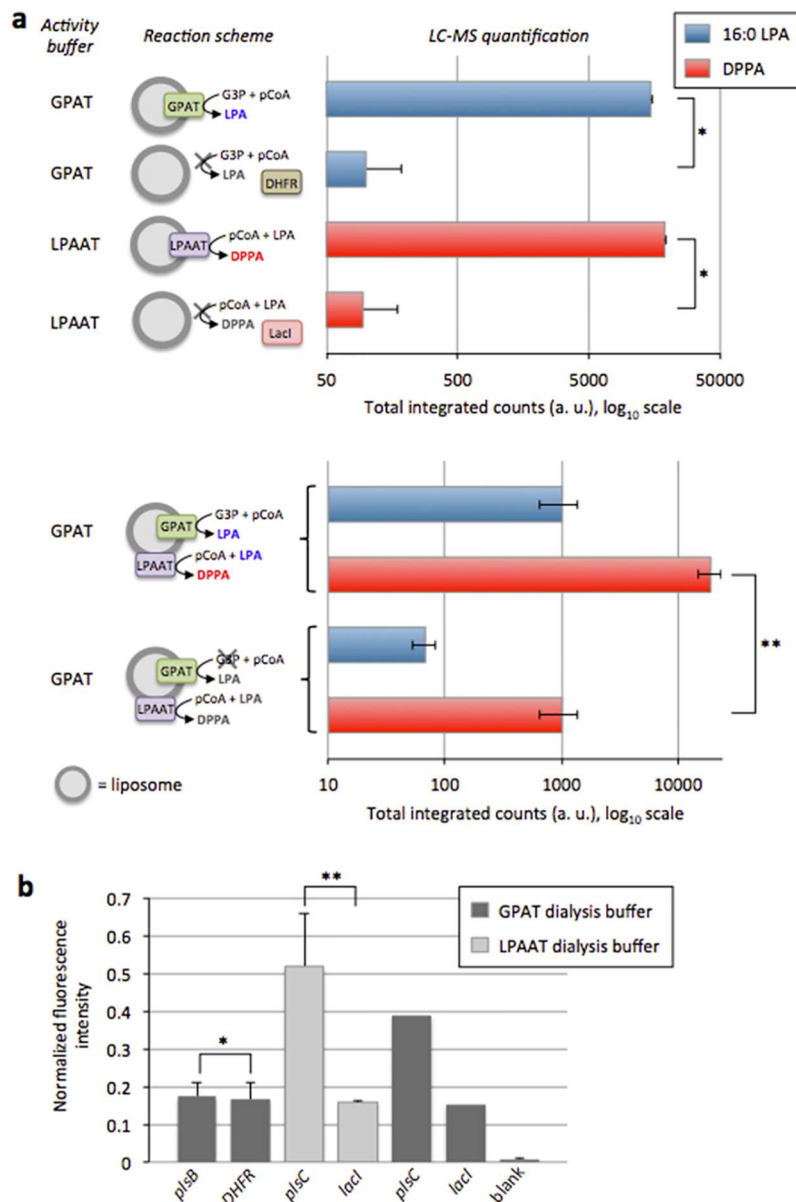 a
Activity buffer
Reaction scheme
LC-MS quantification
16:0 LPA
DPPA
GPAT
GPAT
G3P + pCoA
LPA
GPAT
G3P + pCoA
LPA
DHFR
LPAAT
LPAAT
pCoA + LPA
DPPA
LPAAT
pCoA + LPA
DPPA
LacI
*
*
50 500 5000 50000
Total integrated counts (a. u.), log10 scale
GPAT
GPAT
G3P + pCoA
LPA
LPAAT
pCoA + LPA
DPPA
GPAT
GPAT
G3P + pCoA
LPA
LPAAT
pCoA + LPA
DPPA
**
= liposome
10 100 1000 10000
Total integrated counts (a. u.), log10 scale
b
Normalized fluorescence
intensity
0.7
0.6
0.5
0.4
0.3
0.2
0.1
0
*
**
GPAT dialysis buffer
LPAAT dialysis buffer
plsB DHFR plsC lacI plsC lacI blank